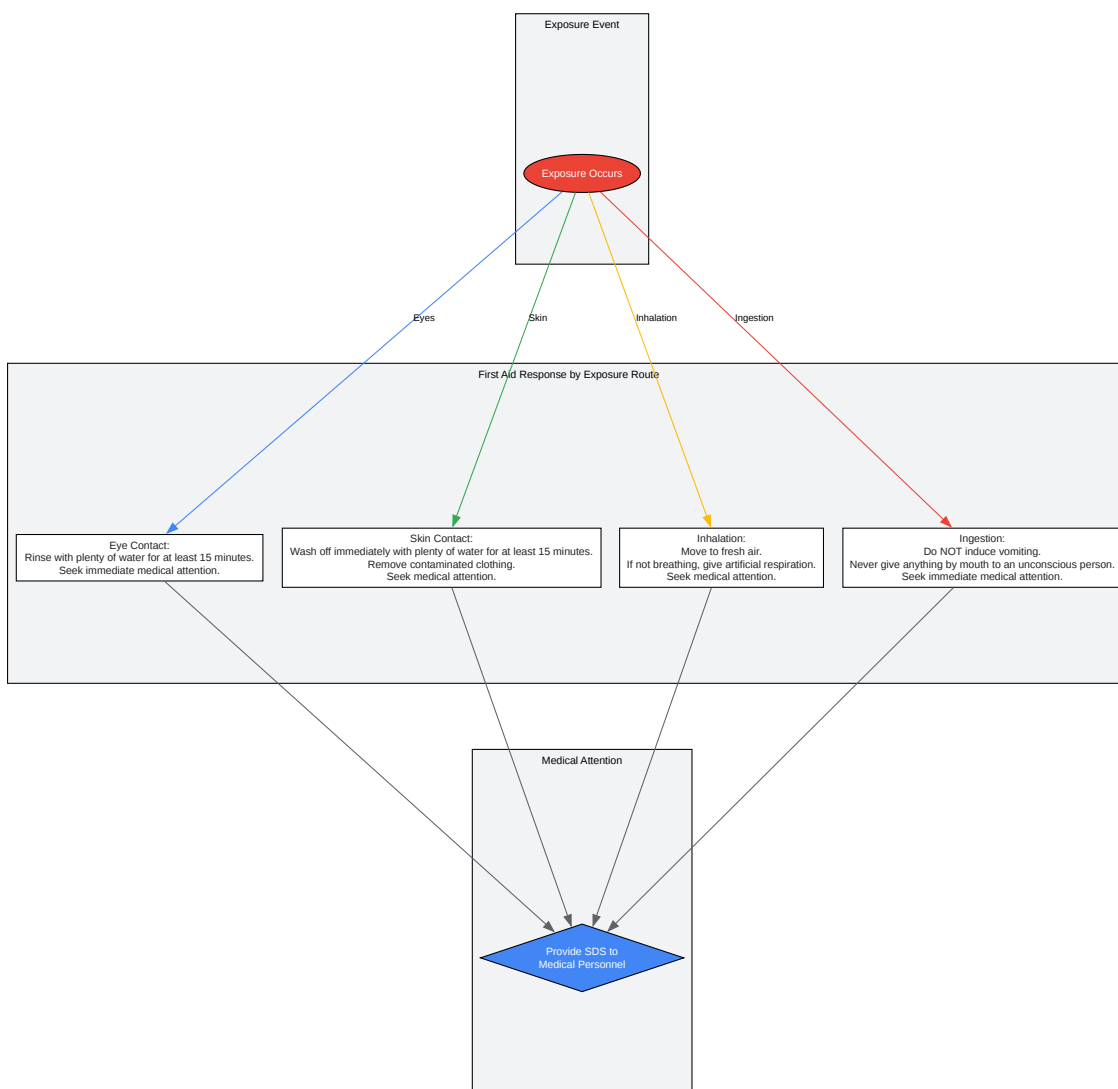 Exposure Event
Exposure Occurs
Eyes
Skin
Inhalation
Ingestion
First Aid Response by Exposure Route
Eye Contact:
Rinse with plenty of water for at least 15 minutes.
Seek immediate medical attention.
Skin Contact:
Wash off immediately with plenty of water for at least 15 minutes.
Remove contaminated clothing.
Seek medical attention.
Inhalation:
Move to fresh air.
If not breathing, give artificial respiration.
Seek medical attention.
Ingestion:
Do NOT induce vomiting.
Never give anything by mouth to an unconscious person.
Seek immediate medical attention.
Medical Attention
Provide SDS to
Medical Personnel